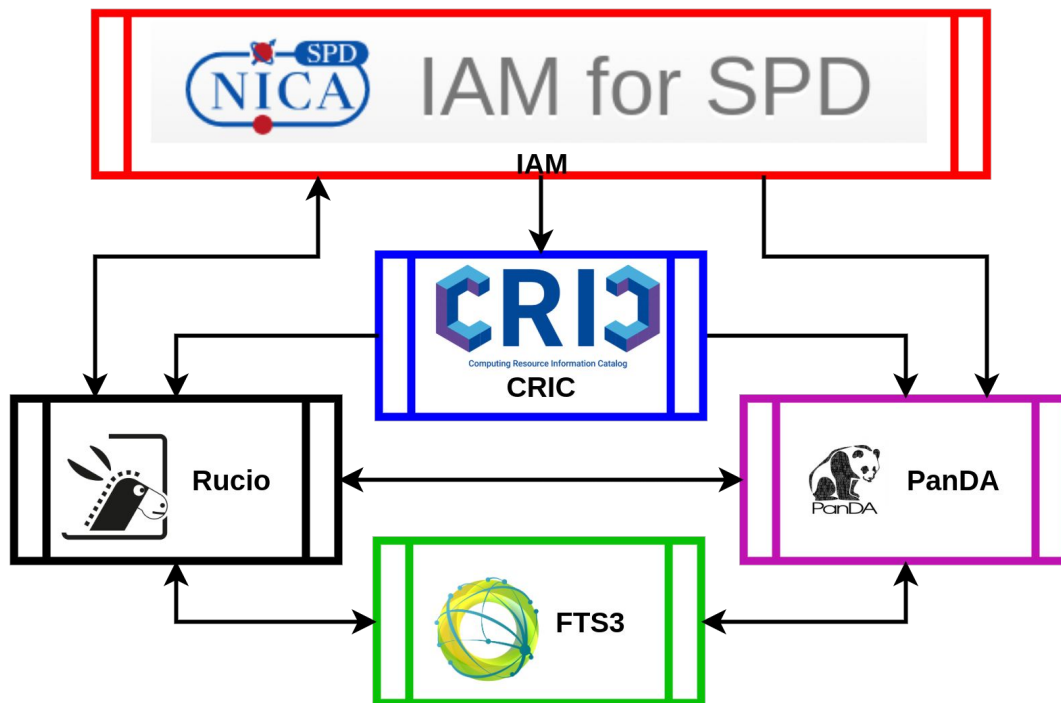 SPD
NICA
IAM for SPD
IAM
CRIC
Computing Resource Information Catalog
CRIC
Rucio
PanDA
PanDA
FTS3